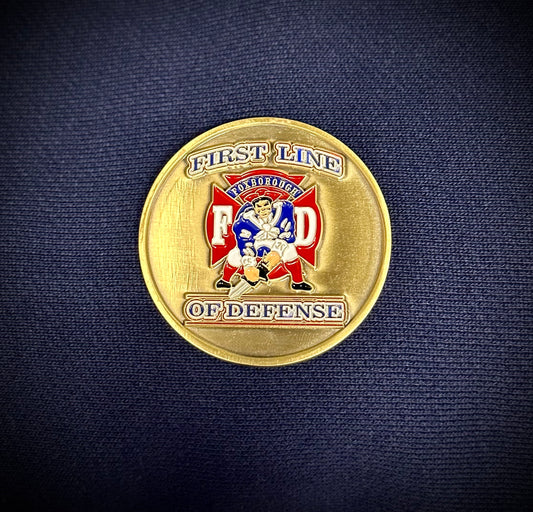 FIRST LINE
FOXBOROUGH
F D
OF DEFENSE